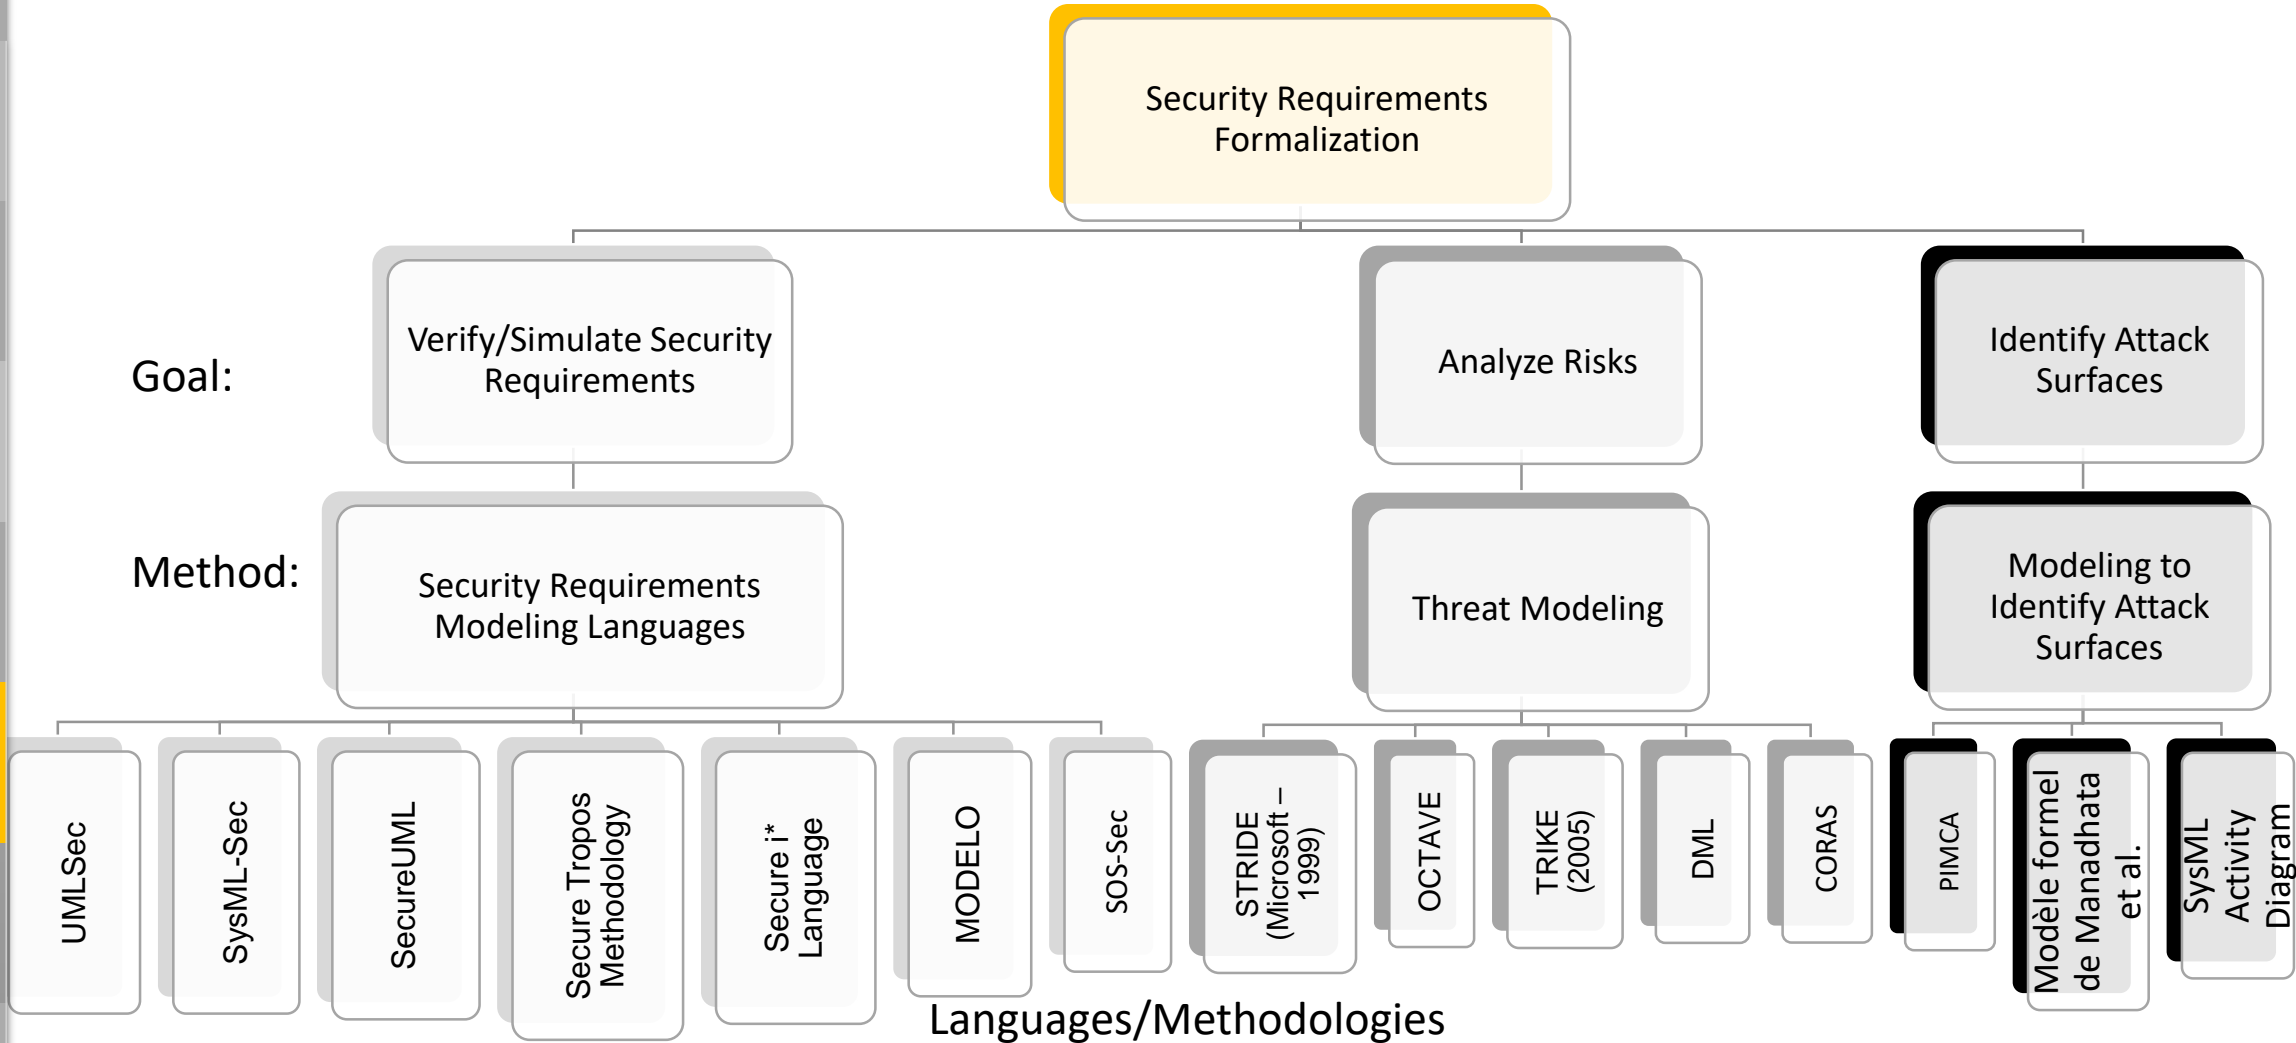 Security Requirements
Formalization
Goal:
Verify/Simulate Security
Requirements
Analyze Risks
Identify Attack
Surfaces
Method:
Security Requirements
Modeling Languages
Threat Modeling
Modeling to
Identify Attack
Surfaces
UMLSec
SysML-Sec
SecureUML
Secure Tropos
Methodology
Secure i*
Language
MODELO
SOS-Sec
STRIDE
(Microsoft –
1999)
OCTAVE
TRIKE
(2005)
DML
CORAS
PIMCA
Modèle formel
de Manadhata
et al.
SysML
Activity
Diagram
Languages/Methodologies